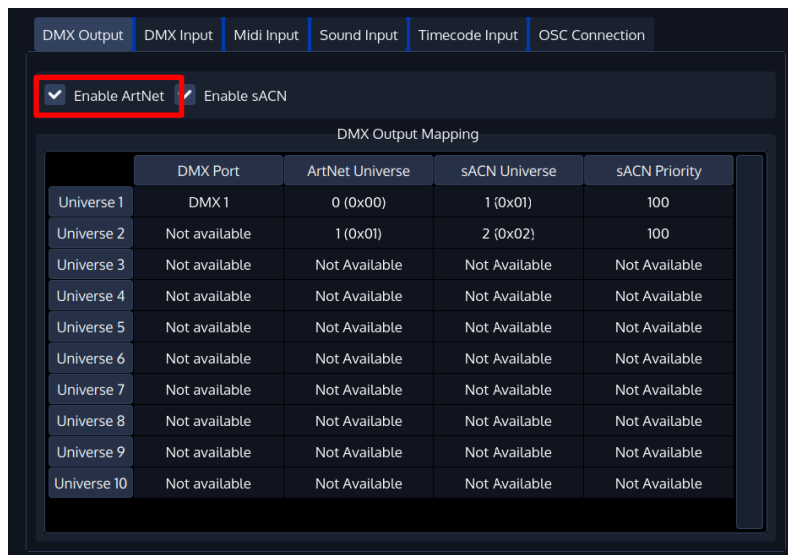 DMX Output DMX Input Midi Input Sound Input Timecode Input OSC Connection
Enable ArtNet Enable sACN
DMX Output Mapping
DMX Port ArtNet Universe sACN Universe sACN Priority
Universe 1 DMX 1 0 (0x00) 1 (0x01) 100
Universe 2 Not available 1 (0x01) 2 (0x02) 100
Universe 3 Not available Not Available Not Available Not Available
Universe 4 Not available Not Available Not Available Not Available
Universe 5 Not available Not Available Not Available Not Available
Universe 6 Not available Not Available Not Available Not Available
Universe 7 Not available Not Available Not Available Not Available
Universe 8 Not available Not Available Not Available Not Available
Universe 9 Not available Not Available Not Available Not Available
Universe 10 Not available Not Available Not Available Not Available